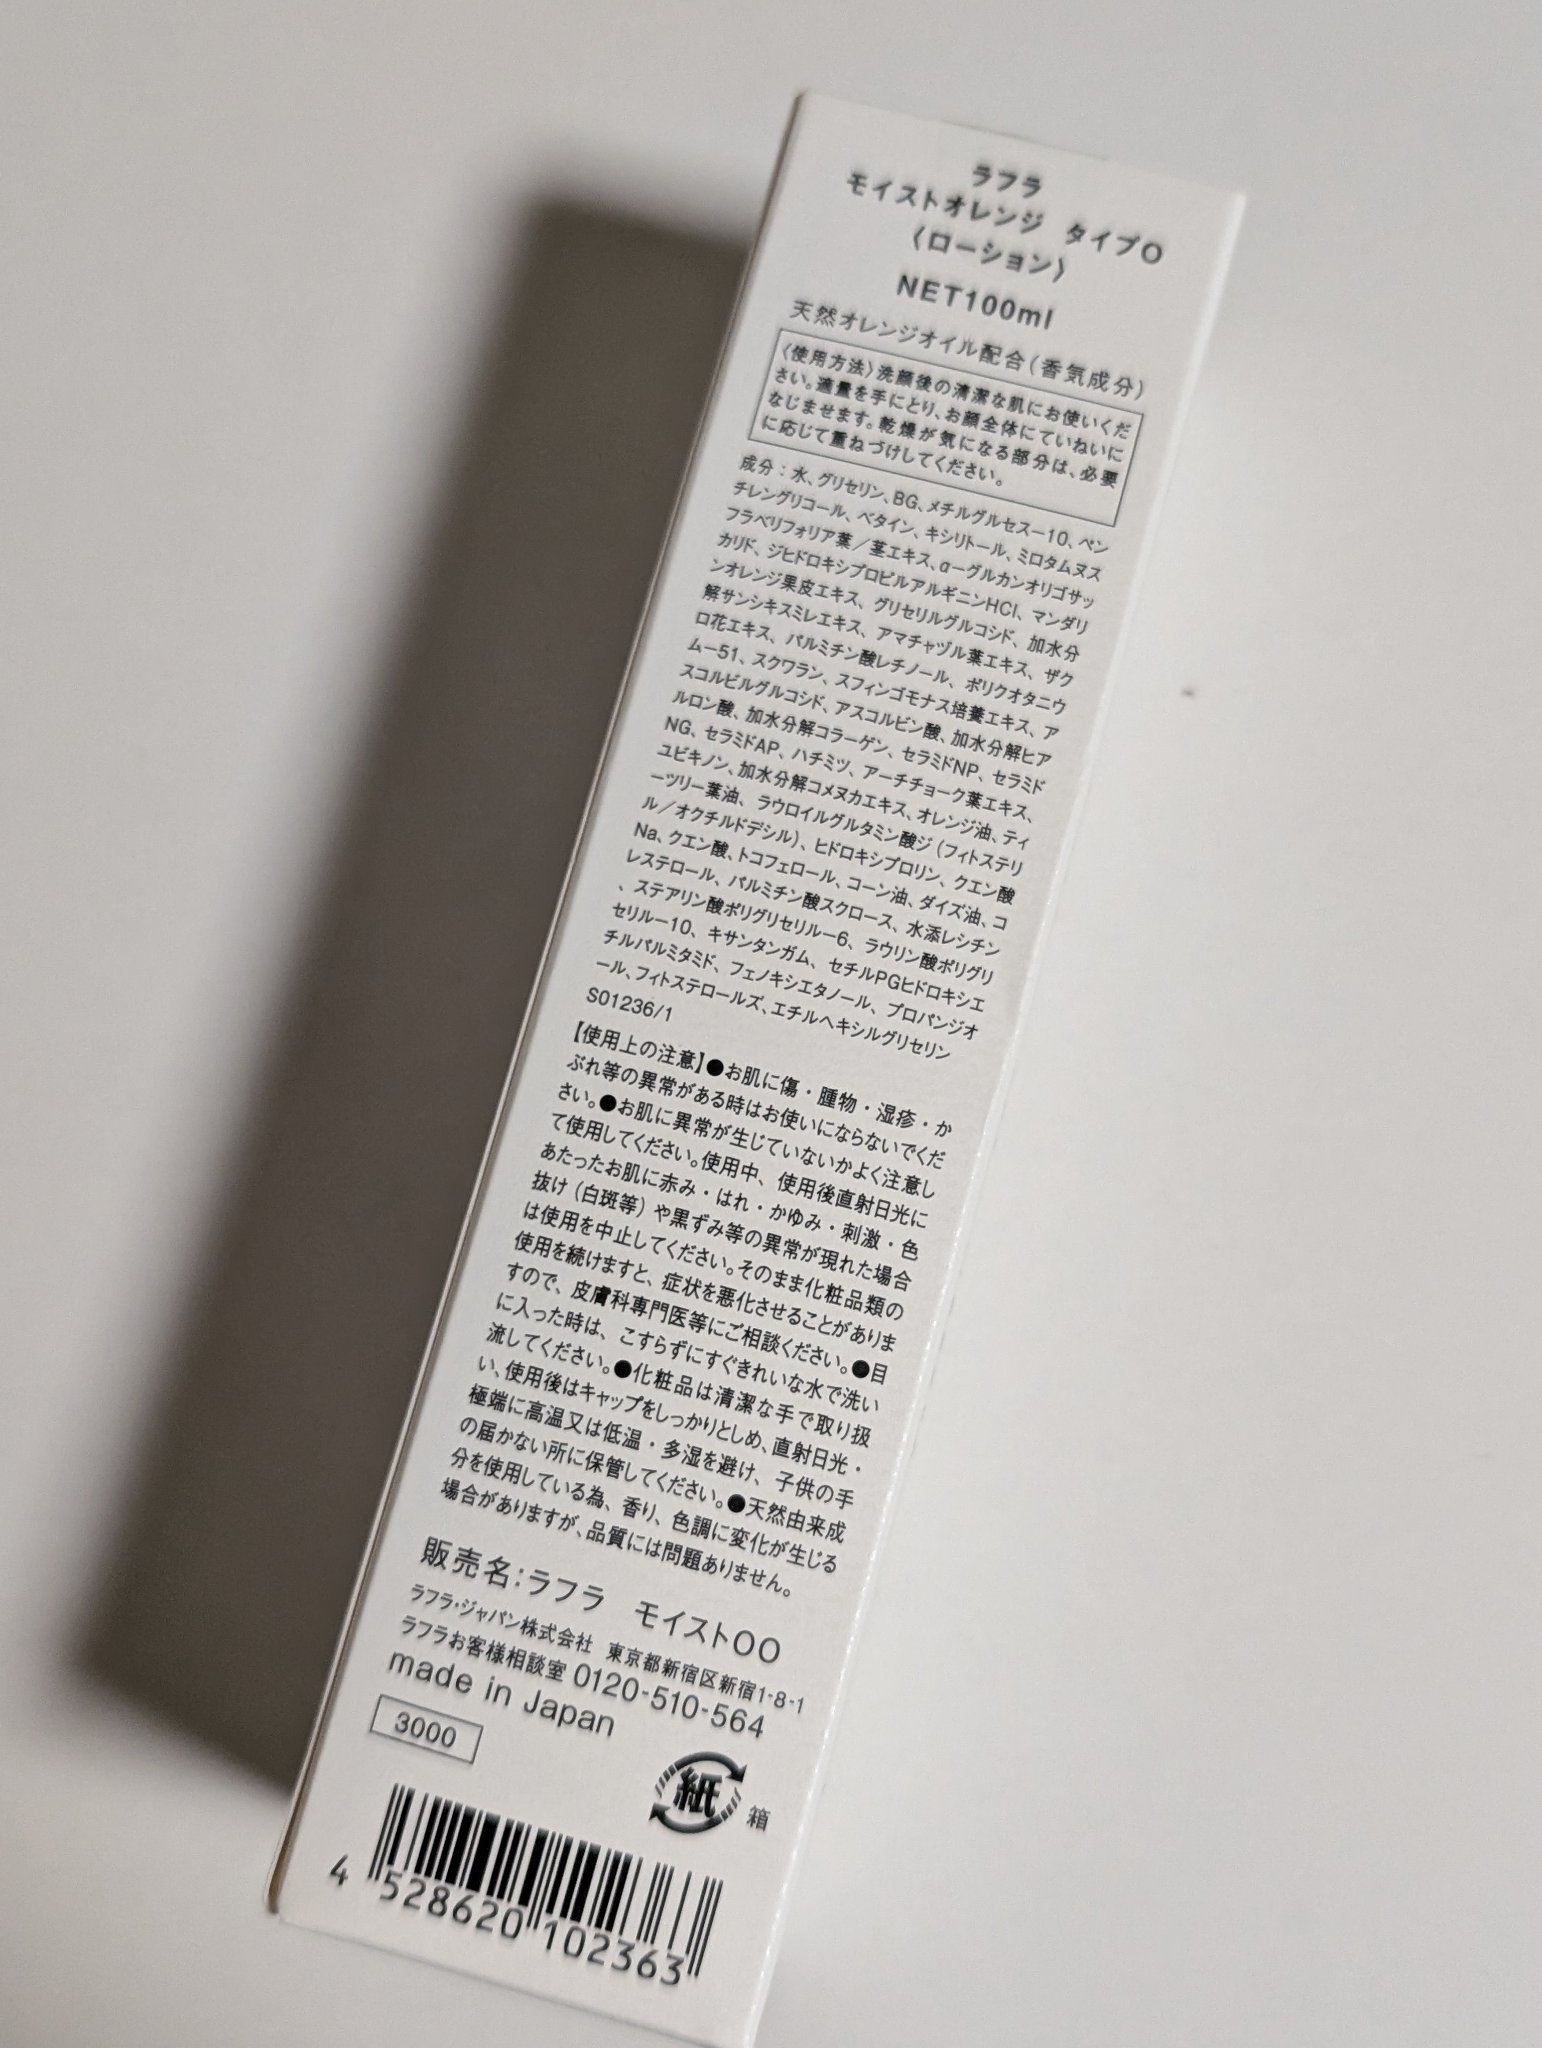 ラフラ
モイストオレンジ タイプO
〈ローション〉
NET100ml
天然オレンジオイル配合(香気成分)
〈使用方法〉洗顔後の清潔な肌にお使いくだ
さい。適量を手にとり、お顔全体にていねいに
なじませます。乾燥が気になる部分は、必要
に応じて重ねづけしてください。
成分：水、グリセリン、BG、メチルグルセス－10、ペン
チレングリコール、ベタイン、キシリトール、ミロタムヌス
フラベリフォリア葉／茎エキス、α－グルカンオリゴサッ
カリド、ジヒドロキシプロピルアルギニンHCl、マンダリ
ンオレンジ果皮エキス、グリセリルグルコシド、加水分
解サンシキスミレエキス、アマチャヅル葉エキス、ザク
ロ花エキス、パルミチン酸レチノール、ポリクオタニウ
ム－51、スクワラン、スフィンゴモナス培養エキス、ア
スコルビルグルコシド、アスコルビン酸、加水分解ヒア
ルロン酸、加水分解コラーゲン、セラミドNP、セラミド
NG、セラミドAP、ハチミツ、アーチチョーク葉エキス、
ユビキノン、加水分解コメヌカエキス、オレンジ油、ティ
ーツリー葉油、ラウロイルグルタミン酸ジ(フィトステリ
ル／オクチルドデシル)、ヒドロキシプロリン、クエン酸
Na、クエン酸、トコフェロール、コーン油、ダイズ油、コ
レステロール、パルミチン酸スクロース、水添レシチン
、ステアリン酸ポリグリセリル－6、ラウリン酸ポリグリ
セリル－10、キサンタンガム、セチルPGヒドロキシエ
チルパルミタミド、フェノキシエタノール、プロパンジオ
ール、フィトステロールズ、エチルヘキシルグリセリン
S01236/1
【使用上の注意】●お肌に傷・腫物・湿疹・か
ぶれ等の異常がある時はお使いにならないでくだ
さい。●お肌に異常が生じていないかよく注意し
て使用してください。使用中、使用後直射日光に
あたったお肌に赤み・はれ・かゆみ・刺激・色
抜け(白斑等)や黒ずみ等の異常が現れた場合
は使用を中止してください。そのまま化粧品類の
使用を続けますと、症状を悪化させることがありま
すので、皮膚科専門医等にご相談ください。●目
に入った時は、こすらずにすぐきれいな水で洗い
流してください。●化粧品は清潔な手で取り扱
い、使用後はキャップをしっかりとしめ、直射日光・
極端に高温又は低温・多湿を避け、子供の手
の届かない所に保管してください。●天然由来成
分を使用している為、香り、色調に変化が生じる
場合がありますが、品質には問題ありません。
販売名：ラフラ モイストOO
ラフラ・ジャパン株式会社 東京都新宿区新宿1-8-1
ラフラお客様相談室 0120-510-564
made in Japan
3000
紙 箱
4 528620 102363